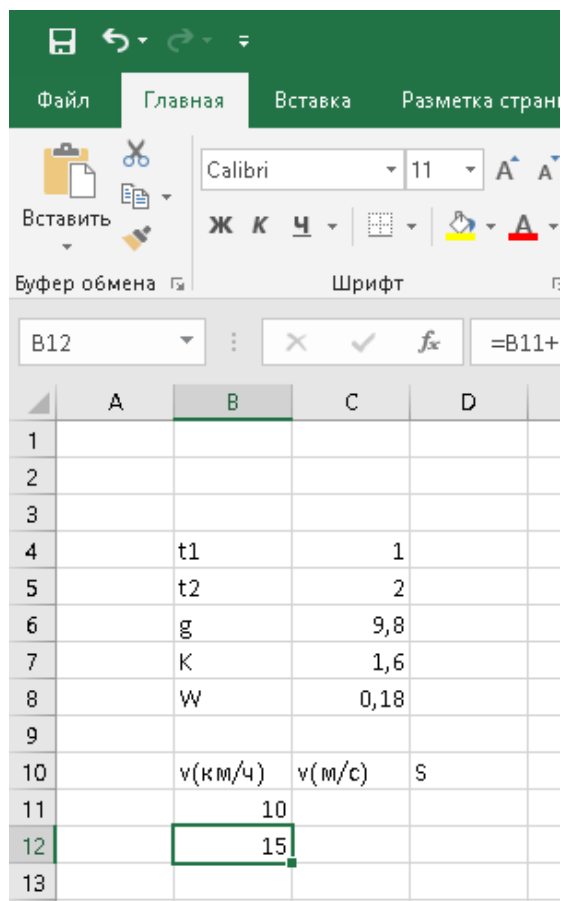 Файл Главная Вставка Разметка стран
Calibri 11 A A
Вставить Ж К Ч А
Буфер обмена Шрифт
B12 fx =B11+
A B C D
1
2
3
4 t1 1
5 t2 2
6 g 9,8
7 K 1,6
8 W 0,18
9
10 v(км/ч) v(м/с) S
11 10
12 15
13